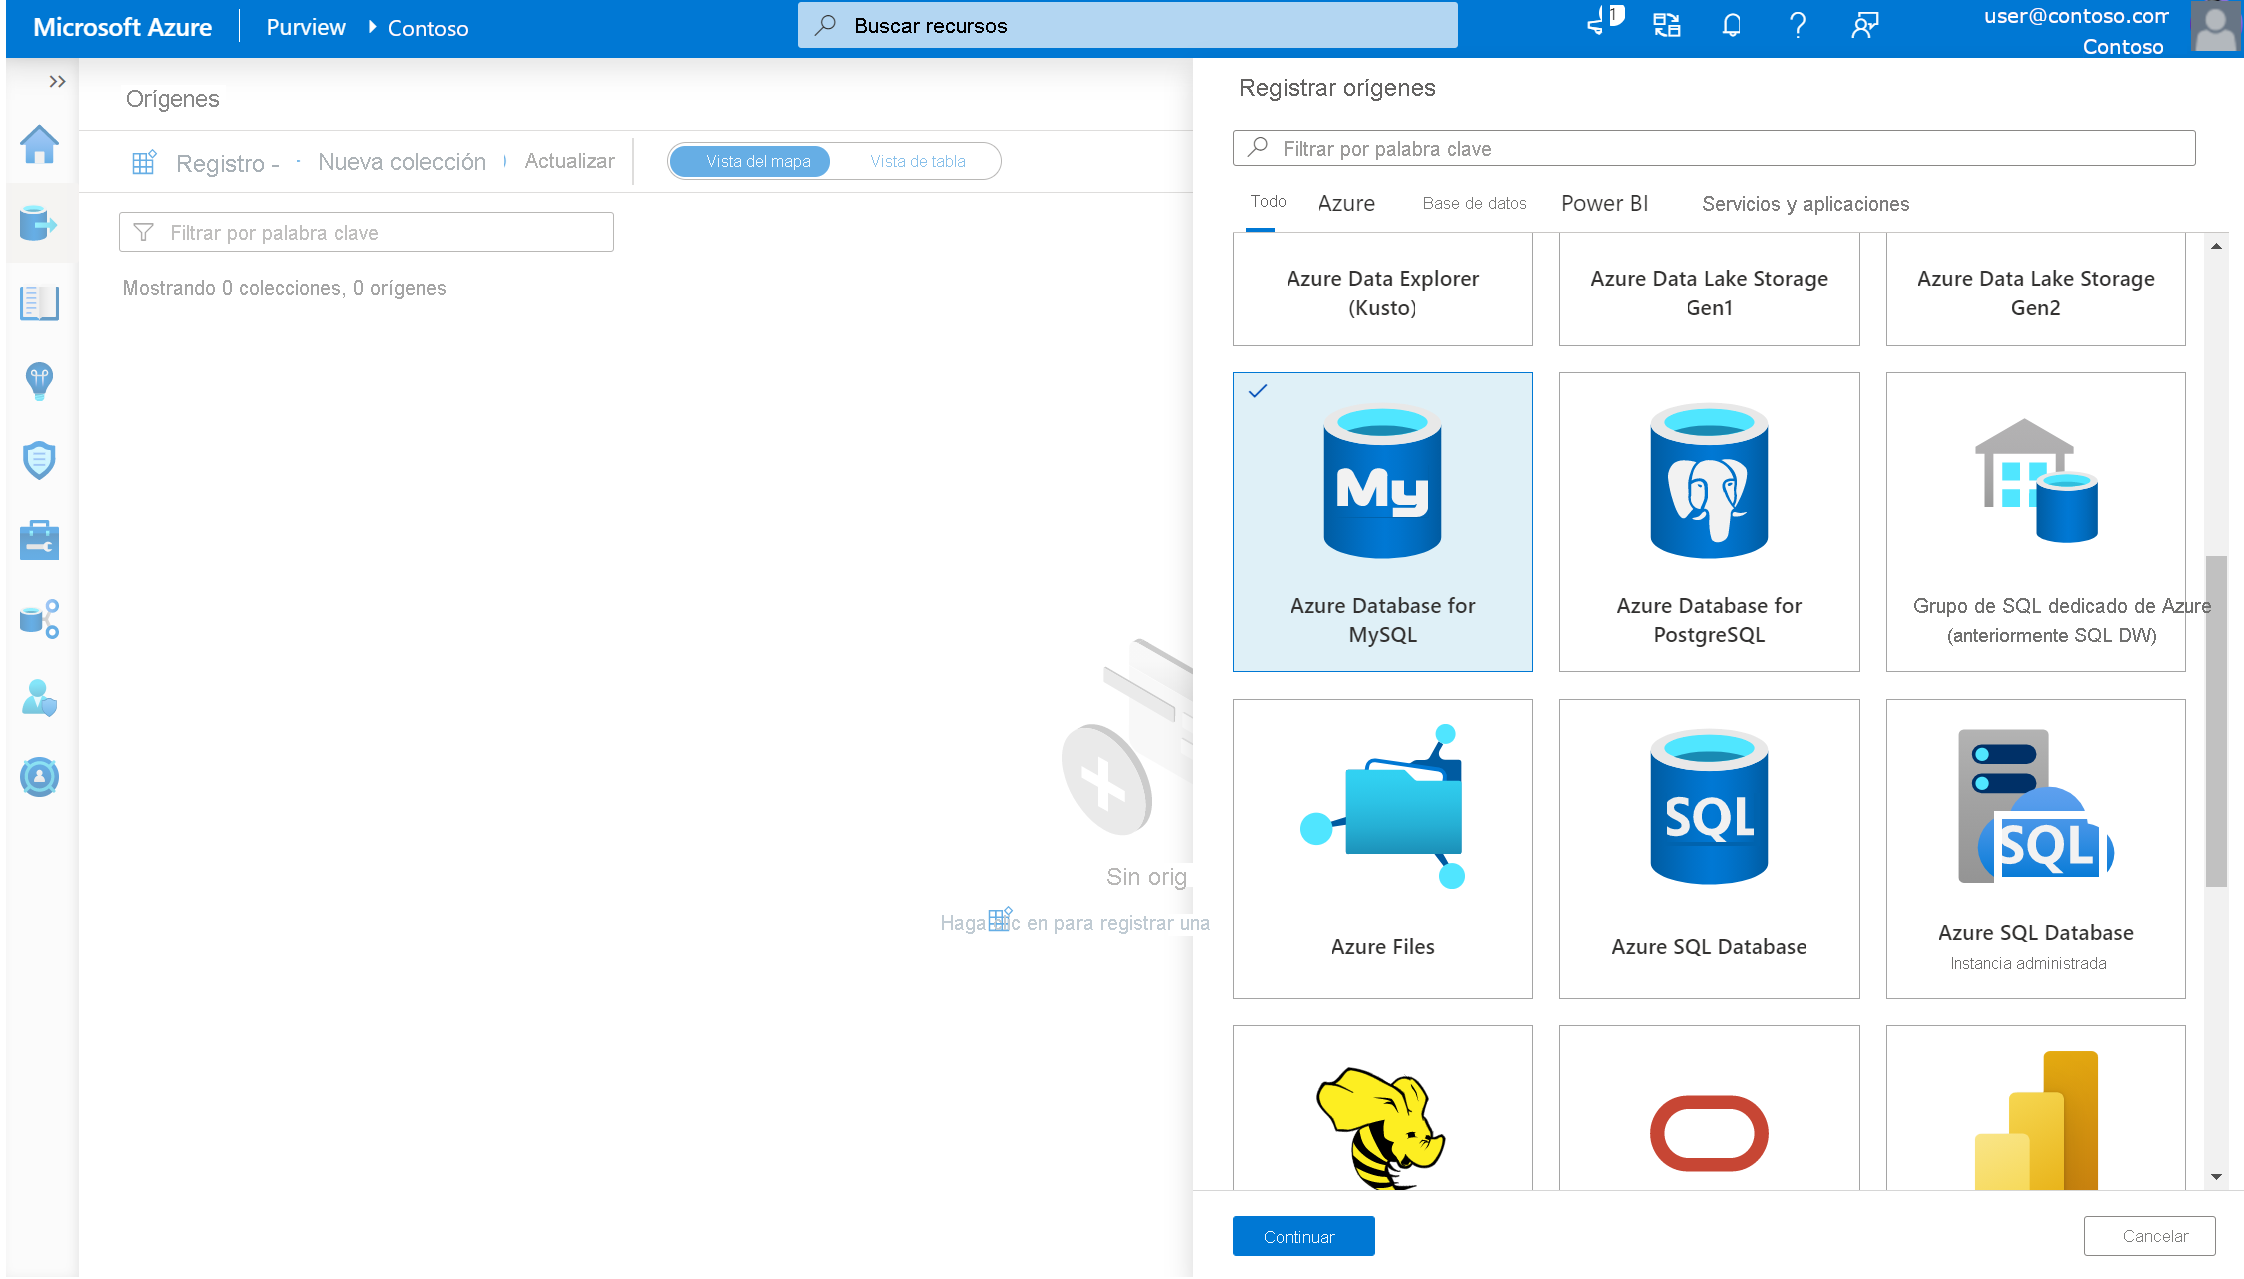 Microsoft Azure
Purview
Contoso
Buscar recursos
1
user@contoso.com
Contoso
Orígenes
Registro -
Nueva colección
Actualizar
Vista del mapa
Vista de tabla
Filtrar por palabra clave
Mostrando 0 colecciones, 0 orígenes
Sin orig
Haga clic en para registrar una
Registrar orígenes
Filtrar por palabra clave
Todo
Azure
Base de datos
Power BI
Servicios y aplicaciones
Azure Data Explorer
(Kusto)
Azure Data Lake Storage
Gen1
Azure Data Lake Storage
Gen2
My
Azure Database for
MySQL
Azure Database for
PostgreSQL
Grupo de SQL dedicado de Azure
(anteriormente SQL DW)
Azure Files
SQL
Azure SQL Database
SQL
Azure SQL Database
Instancia administrada
Continuar
Cancelar